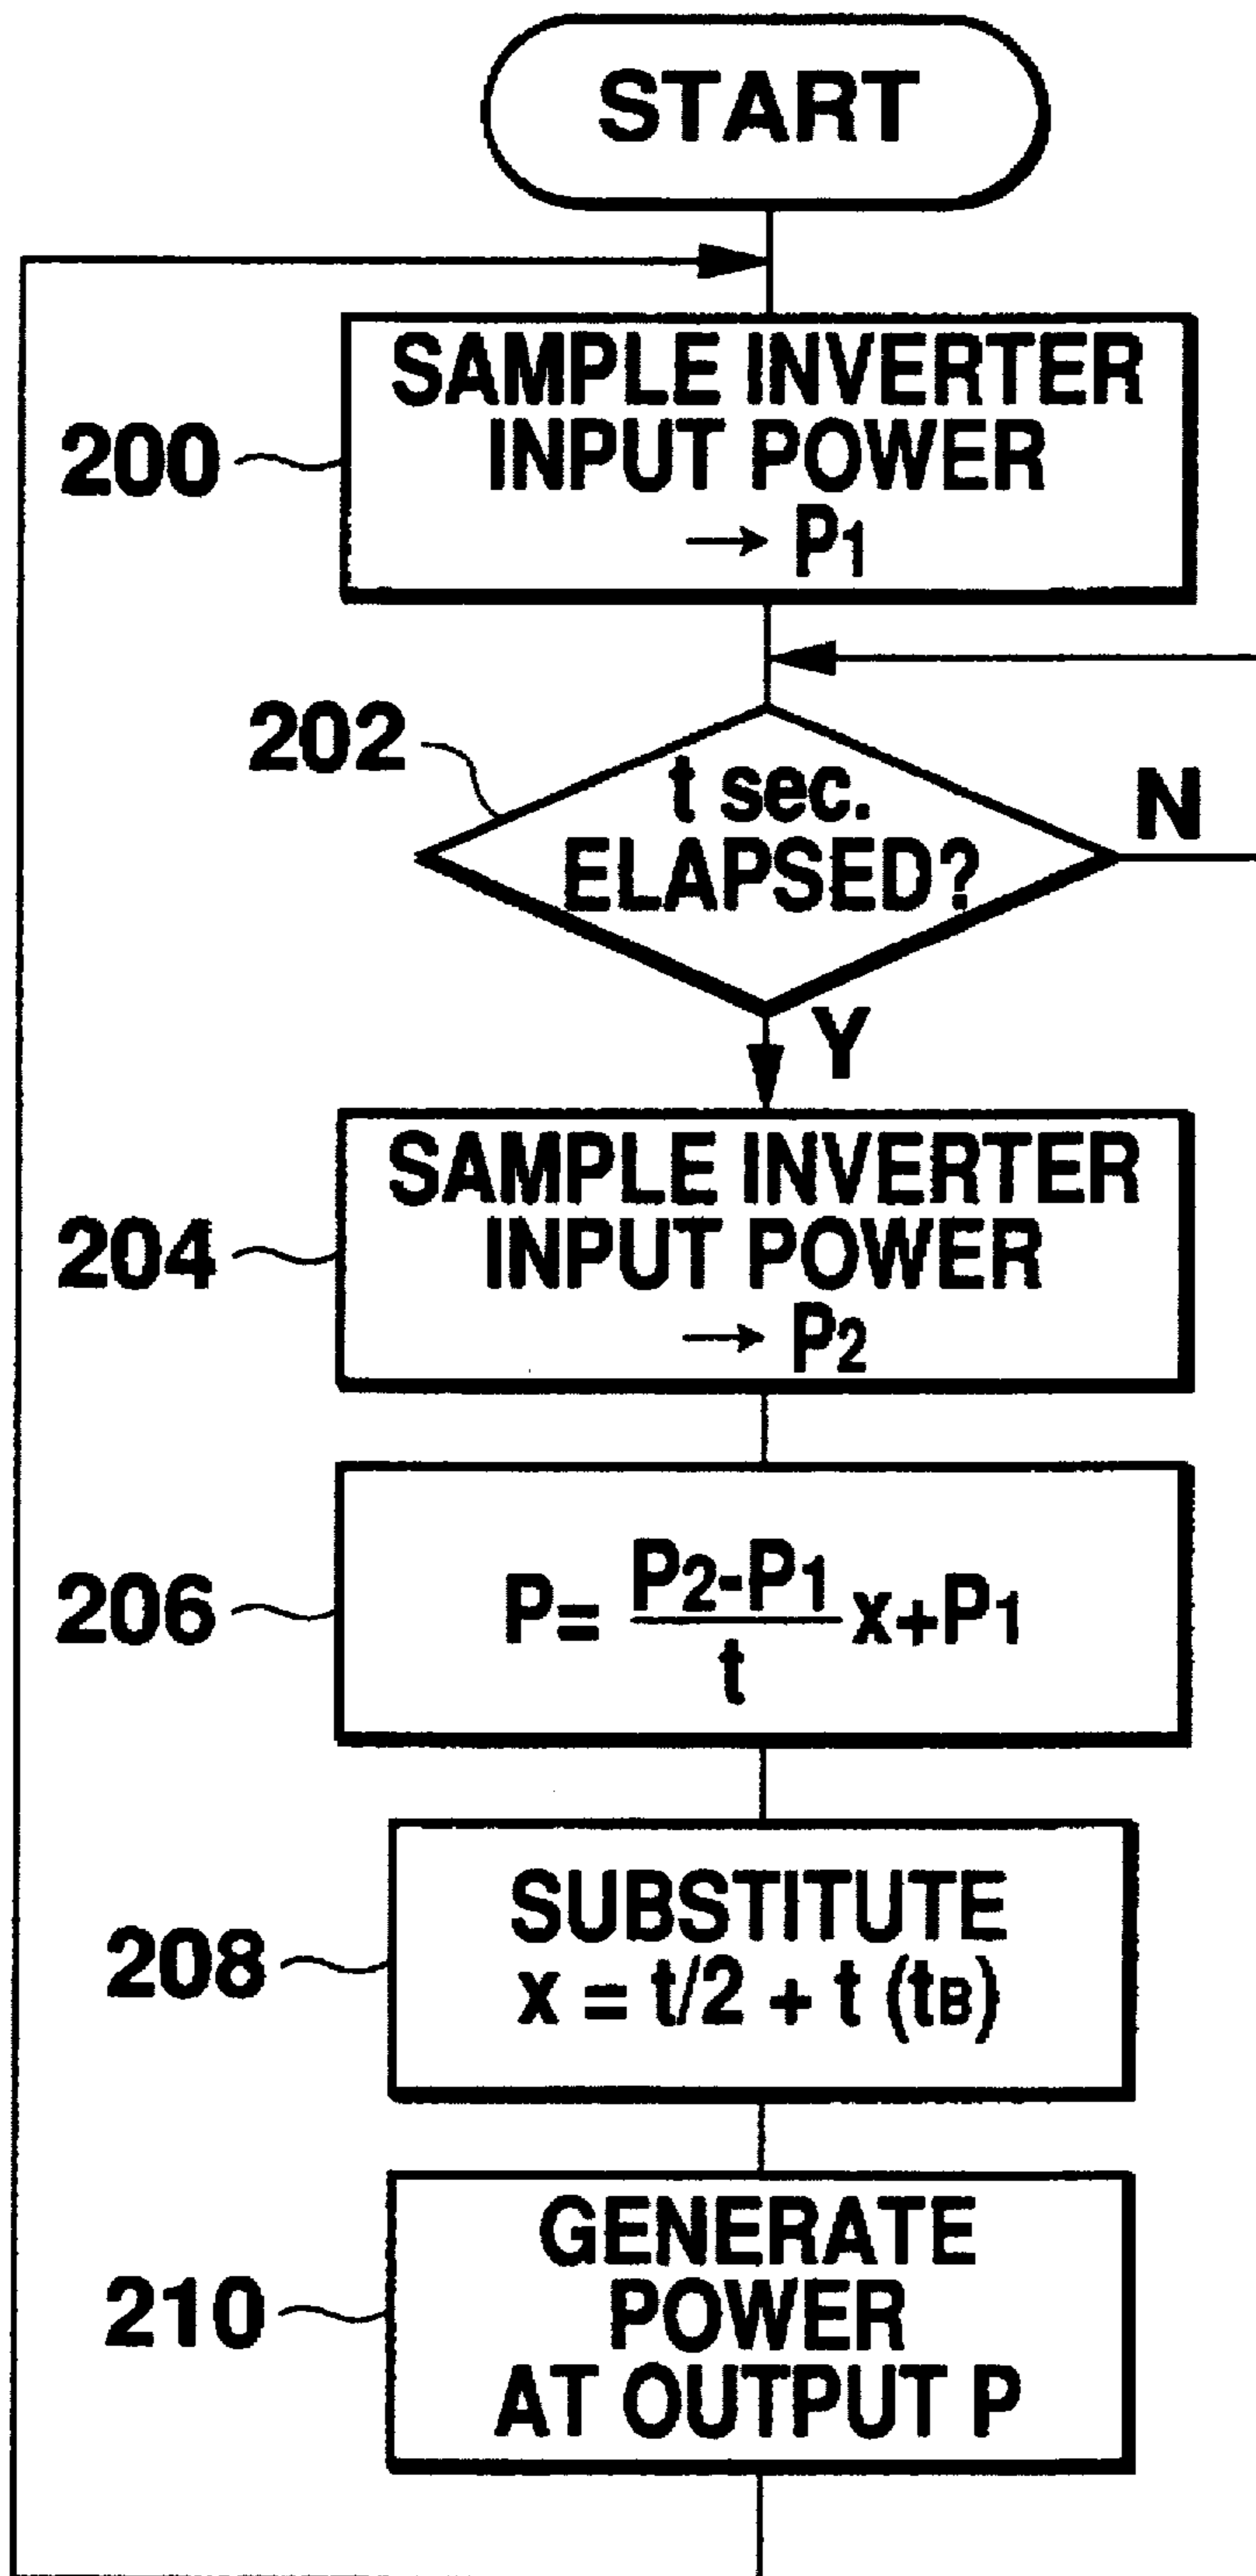 START
200
SAMPLE INVERTER
INPUT POWER
→ P1
202
t sec.
ELAPSED?
N
Y
204
SAMPLE INVERTER
INPUT POWER
→ P2
206
P= P2-P1/t x+P1
208
SUBSTITUTE
x = t/2 + t (tB)
210
GENERATE
POWER
AT OUTPUT P